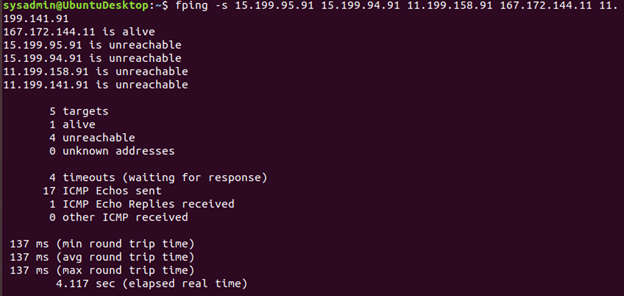 sysadmin@UbuntuDesktop:~$ fping -s 15.199.95.91 15.199.94.91 11.199.158.91 167.172.144.11 11.
199.141.91
167.172.144.11 is alive
15.199.95.91 is unreachable
15.199.94.91 is unreachable
11.199.158.91 is unreachable
11.199.141.91 is unreachable
5 targets
1 alive
4 unreachable
0 unknown addresses
4 timeouts (waiting for response)
17 ICMP Echos sent
1 ICMP Echo Replies received
0 other ICMP received
137 ms (min round trip time)
137 ms (avg round trip time)
137 ms (max round trip time)
4.117 sec (elapsed real time)